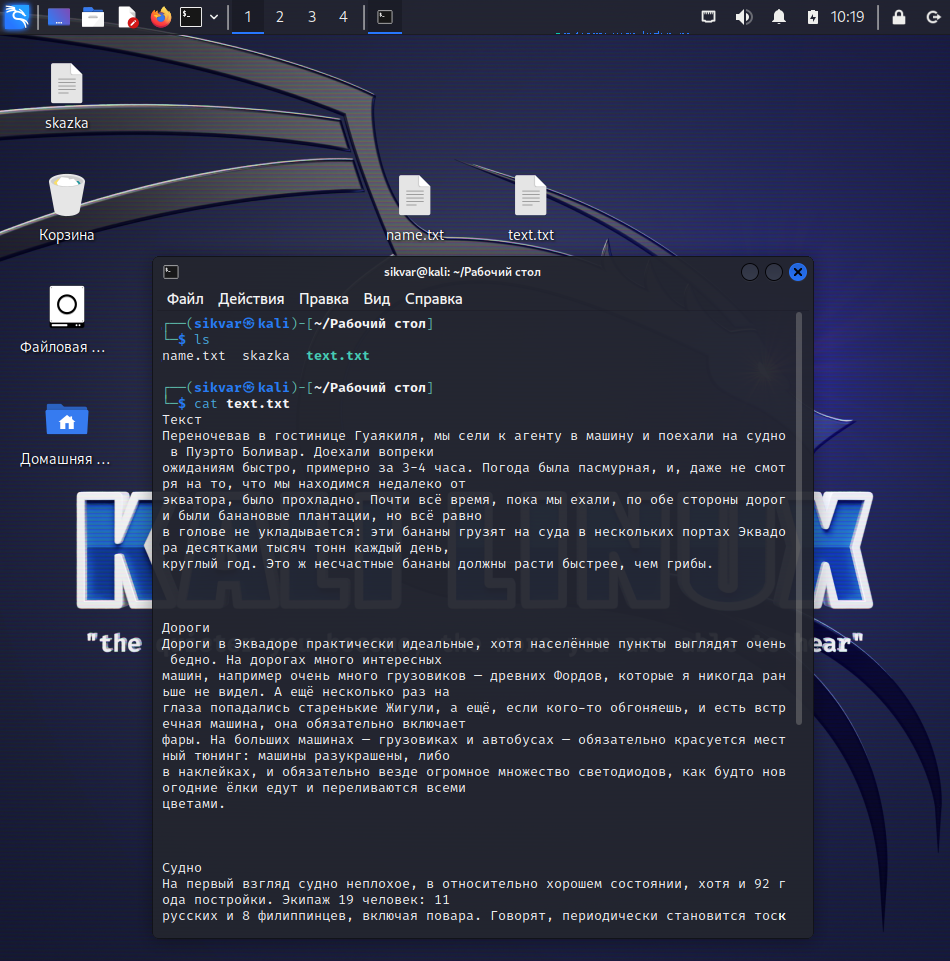 1 2 3 4 10:19
skazka
Корзина
name.txt text.txt
Файловая ...
Домашняя ...
sikvar@kali: ~/Рабочий стол
Файл Действия Правка Вид Справка
┌──(sikvar㉿kali)-[~/Рабочий стол]
└─$ ls
name.txt skazka text.txt
┌──(sikvar㉿kali)-[~/Рабочий стол]
└─$ cat text.txt
Текст
Переночевав в гостинице Гуаякиля, мы сели к агенту в машину и поехали на судно
в Пуэрто Боливар. Доехали вопреки
ожиданиям быстро, примерно за 3-4 часа. Погода была пасмурная, и, даже не смот
ря на то, что мы находимся недалеко от
экватора, было прохладно. Почти всё время, пока мы ехали, по обе стороны дорог
и были банановые плантации, но всё равно
в голове не укладывается: эти бананы грузят на суда в нескольких портах Эквадо
ра десятками тысяч тонн каждый день,
круглый год. Это ж несчастные бананы должны расти быстрее, чем грибы.
Дороги
Дороги в Эквадоре практически идеальные, хотя населённые пункты выглядят очень
бедно. На дорогах много интересных
машин, например очень много грузовиков — древних Фордов, которые я никогда ран
ьше не видел. А ещё несколько раз на
глаза попадались старенькие Жигули, а ещё, если кого-то обгоняешь, и есть встр
ечная машина, она обязательно включает
фары. На больших машинах — грузовиках и автобусах — обязательно красуется мест
ный тюнинг: машины разукрашены, либо
в наклейках, и обязательно везде огромное множество светодиодов, как будто нов
огодние ёлки едут и переливаются всеми
цветами.
Судно
На первый взгляд судно неплохое, в относительно хорошем состоянии, хотя и 92 г
ода постройки. Экипаж 19 человек: 11
русских и 8 филиппинцев, включая повара. Говорят, периодически становится тоск
KALI LINUX
"the hear"